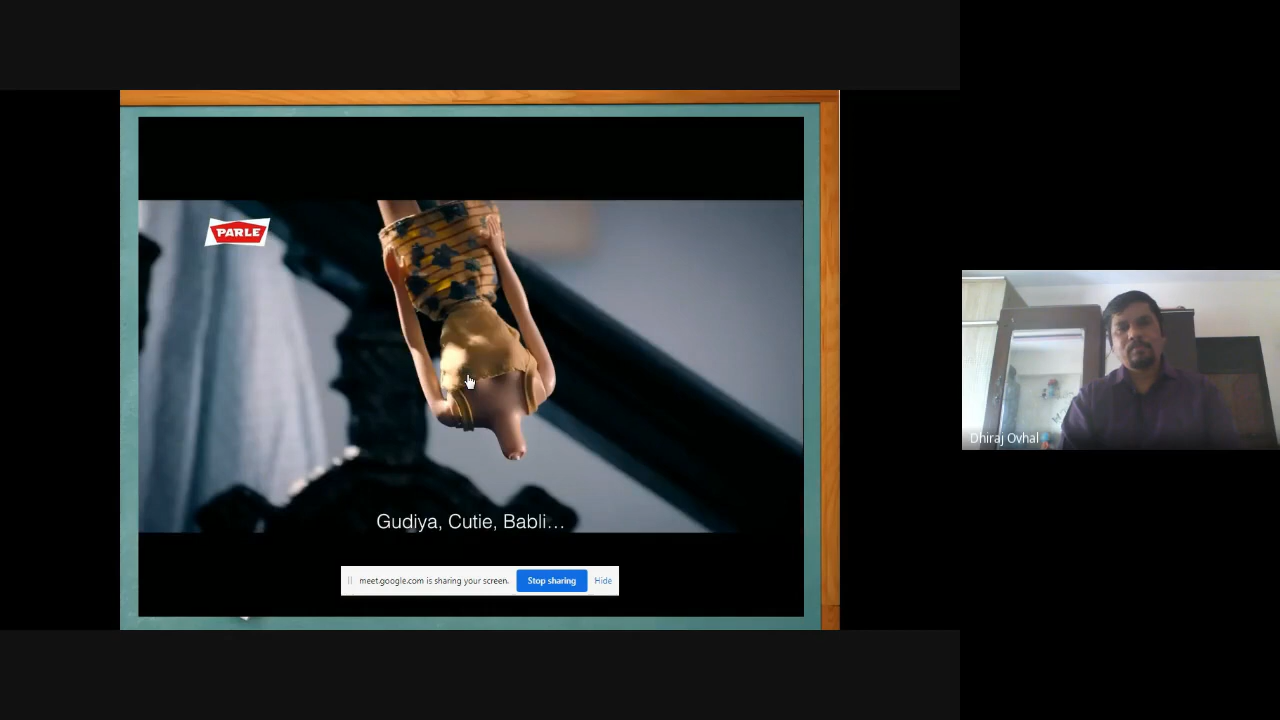 PARLE
Gudiya, Cutie, Babli...
meet.google.com is sharing your screen.
Stop sharing
Hide
Dhiraj Ovhal